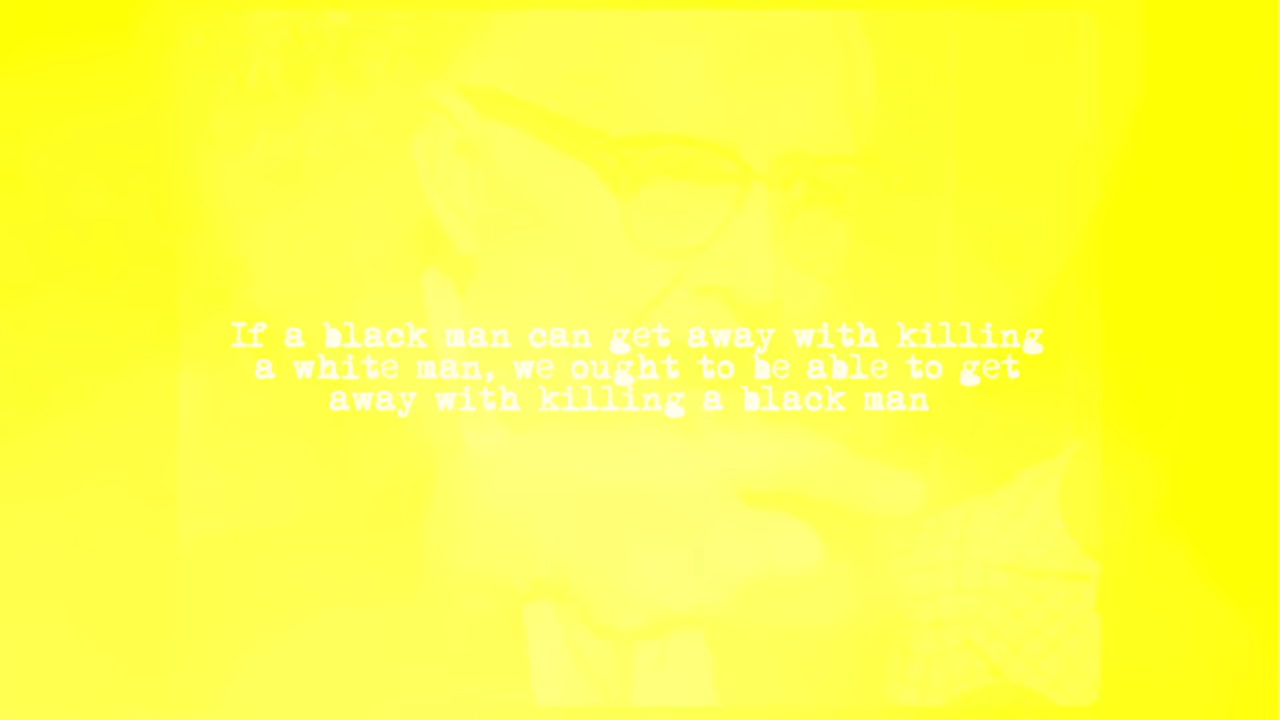 If a black man can get away with killing
a white man, we ought to be able to get
away with killing a black man